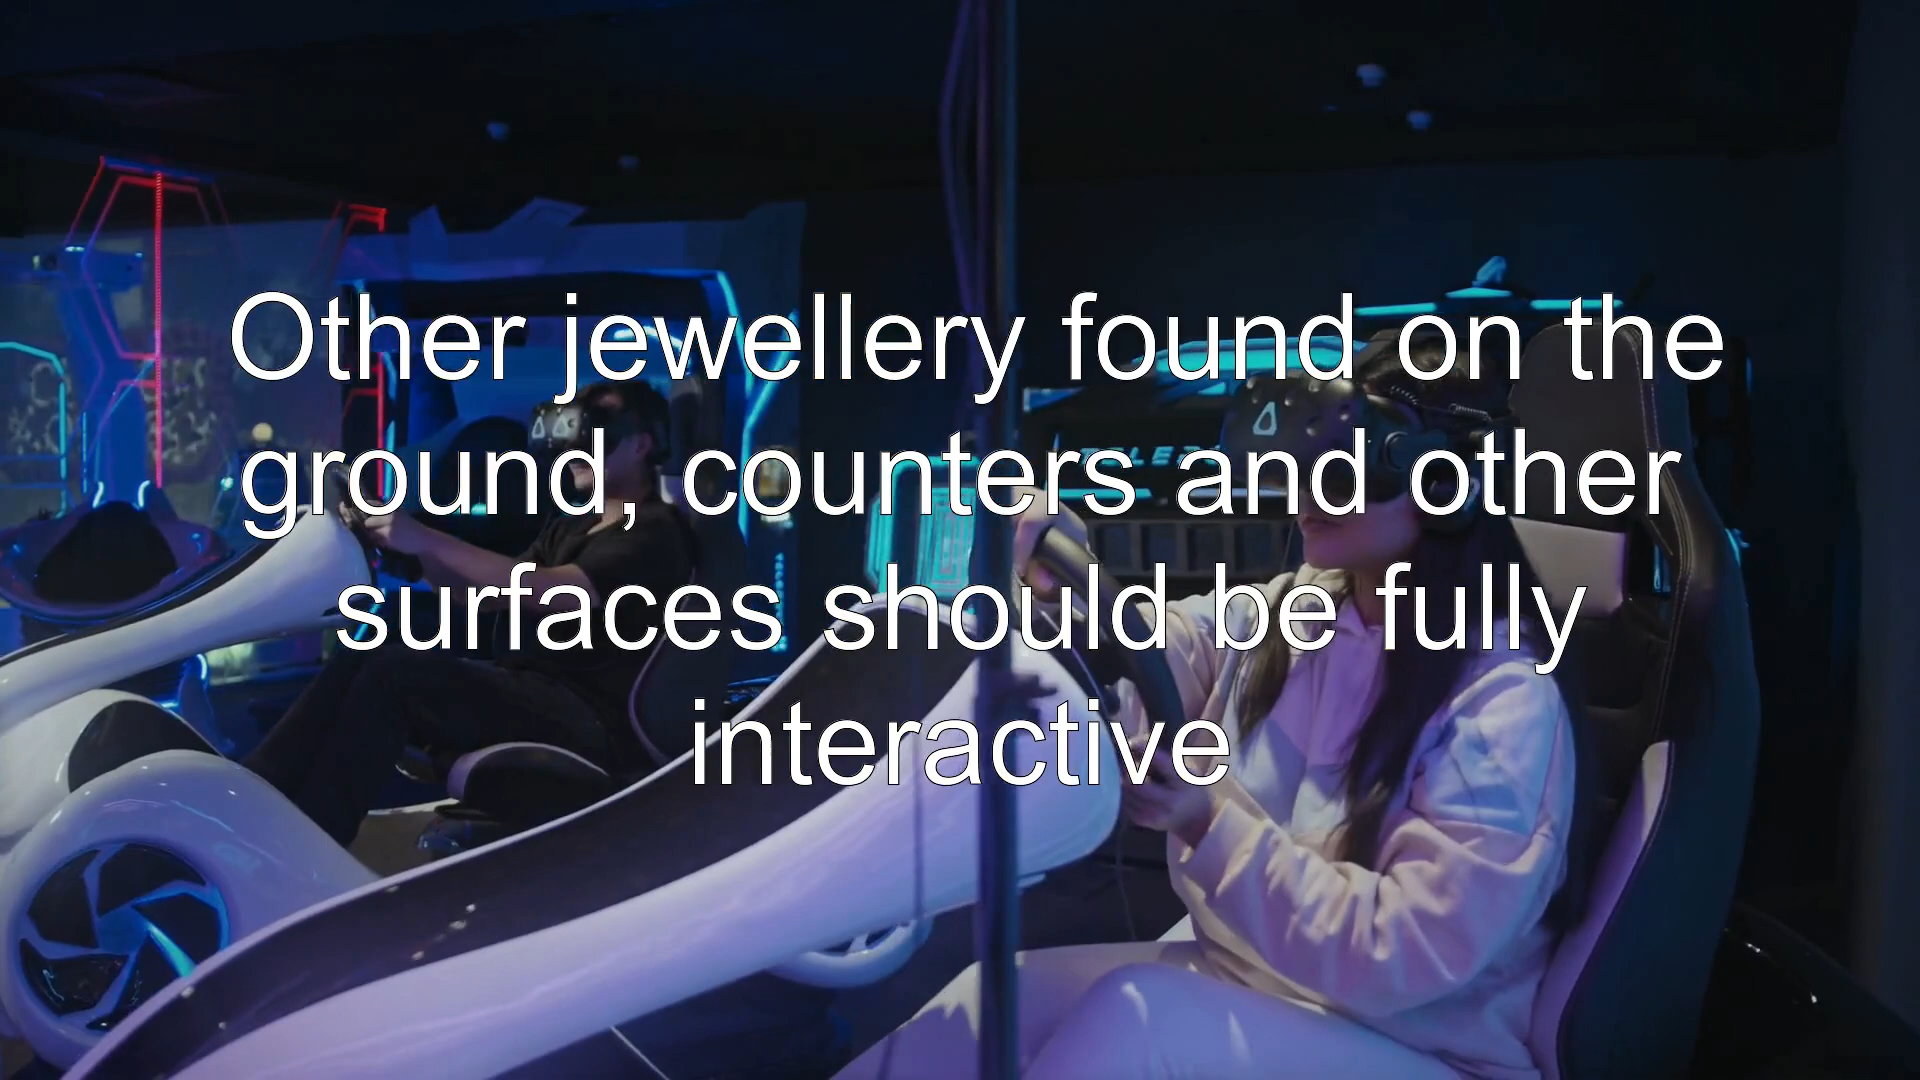 Other jewellery found on the
ground, counters and other
surfaces should be fully
interactive